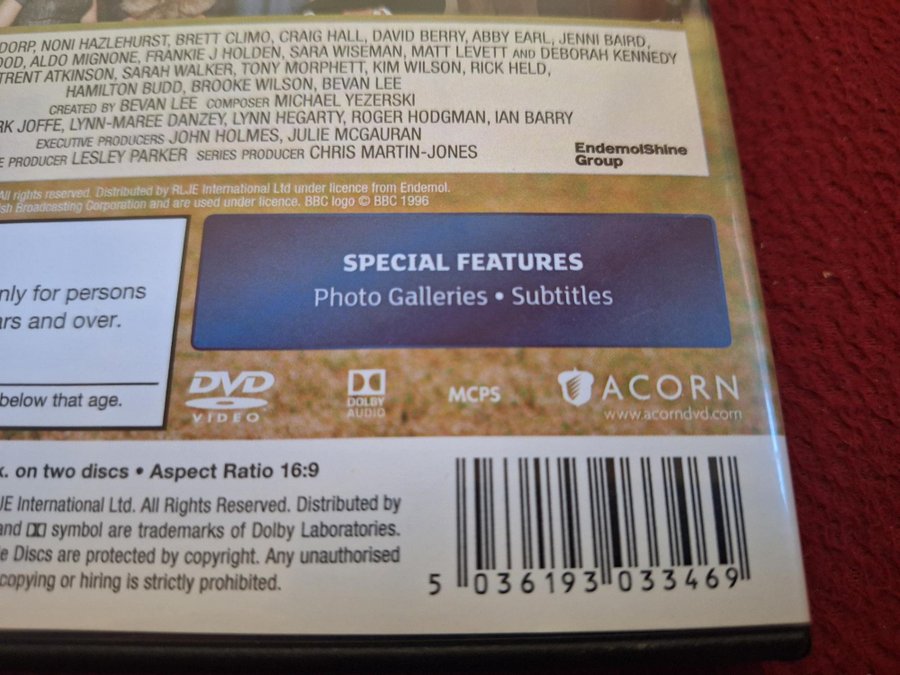 DORP, NONI HAZLEHURST, BRETT CLIMO, CRAIG HALL, DAVID BERRY, ABBY EARL, JENNI BAIRD,
OOD, ALDO MIGNONE, FRANKIE J HOLDEN, SARA WISEMAN, MATT LEVETT AND DEBORAH KENNEDY
TRENT ATKINSON, SARAH WALKER, TONY MORPHETT, KIM WILSON, RICK HELD,
HAMILTON BUDD, BROOKE WILSON, BEVAN LEE
CREATED BY BEVAN LEE COMPOSER MICHAEL YEZERSKI
RK JOFFE, LYNN-MAREE DANZEY, LYNN HEGARTY, ROGER HODGMAN, IAN BARRY
EXECUTIVE PRODUCERS JOHN HOLMES, JULIE MCGAURAN
E PRODUCER LESLEY PARKER SERIES PRODUCER CHRIS MARTIN-JONES
EndemolShine
Group
All rights reserved. Distributed by RLJE International Ltd under licence from Endemol.
ish Broadcasting Corporation and are used under licence. BBC logo © BBC 1996
nly for persons
ars and over.
below that age.
SPECIAL FEATURES
Photo Galleries • Subtitles
DVD
VIDEO
DOLBY
AUDIO
MCPS
ACORN
www.acorndvd.com
x. on two discs • Aspect Ratio 16:9
JE International Ltd. All Rights Reserved. Distributed by
and DD symbol are trademarks of Dolby Laboratories.
e Discs are protected by copyright. Any unauthorised
copying or hiring is strictly prohibited.
5 036193 033469